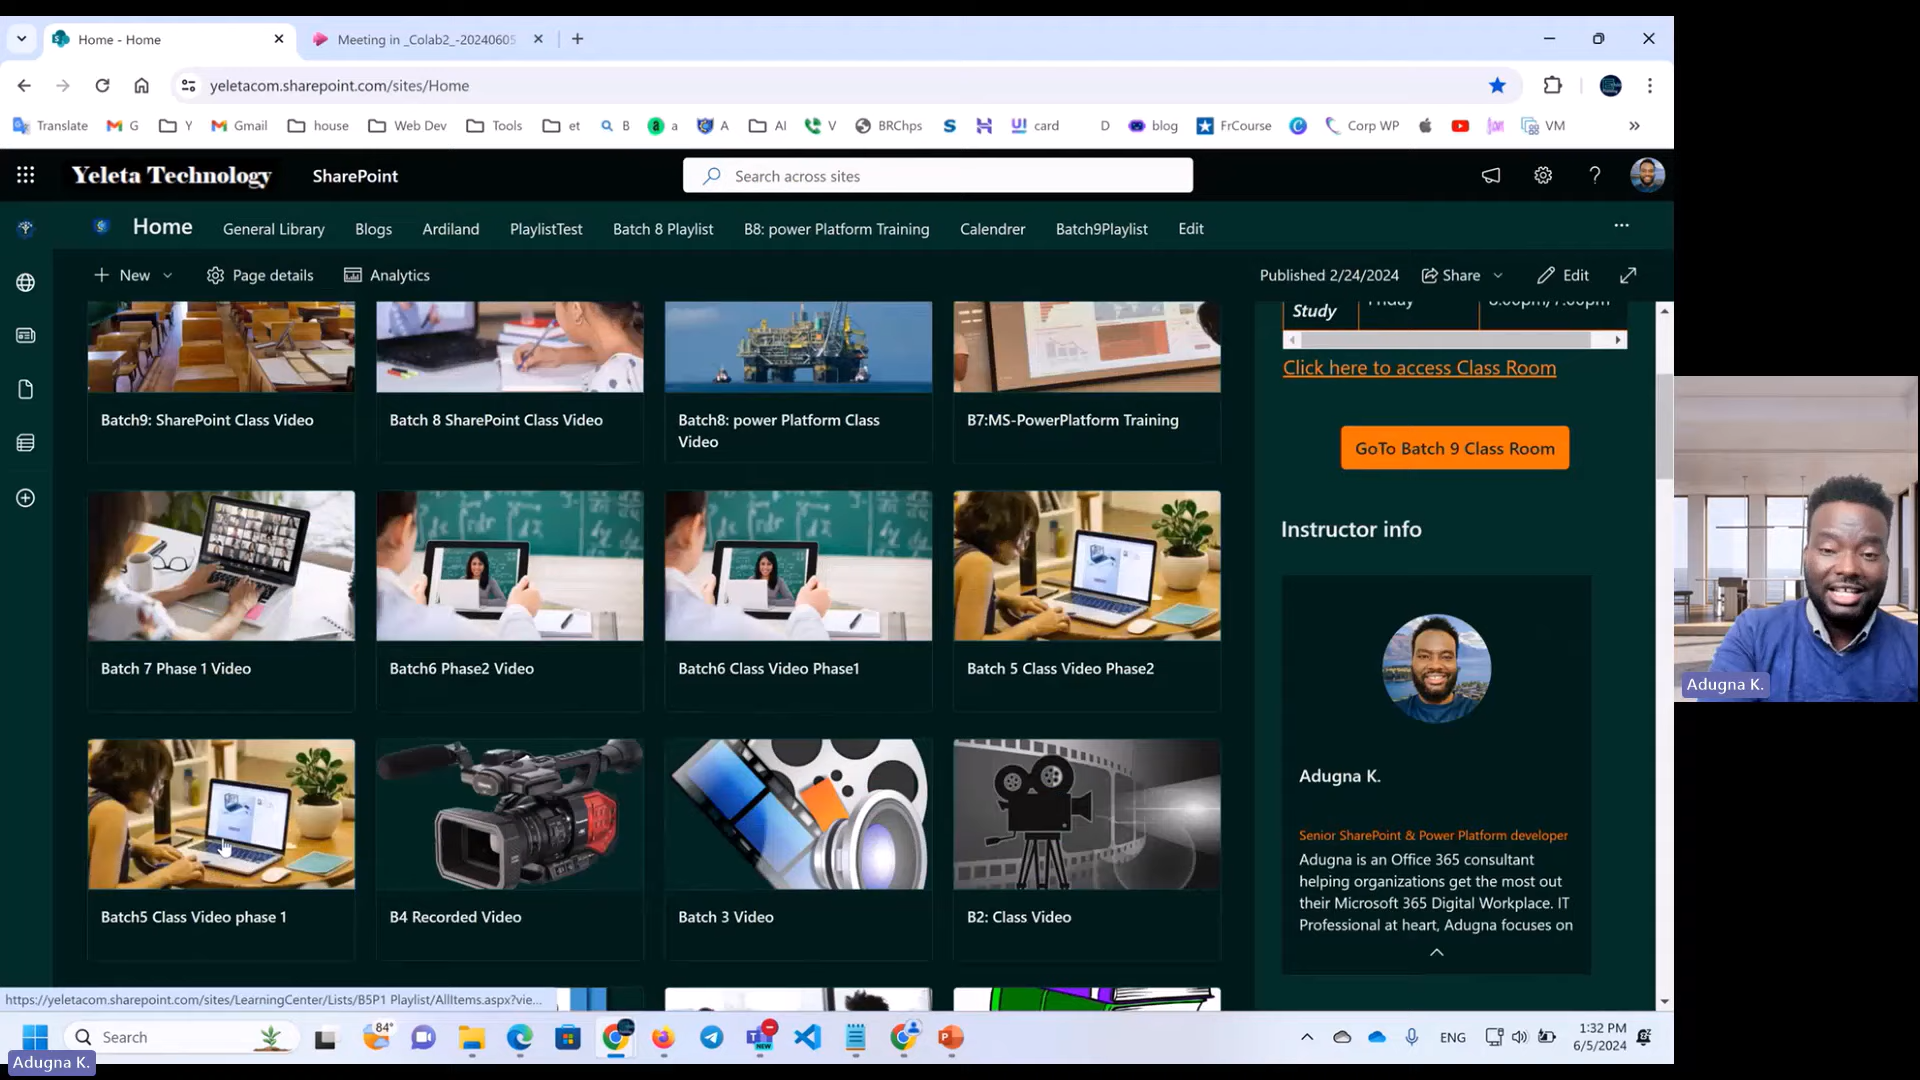 Home - Home
Meeting in _Colab2_-20240605
yeletacom.sharepoint.com/sites/Home
Translate G Y Gmail house Web Dev Tools et B a A AI V BRChps card D blog FrCourse Corp WP VM
Yeleta Technology SharePoint Search across sites
Home General Library Blogs Ardiland PlaylistTest Batch 8 Playlist B8: power Platform Training Calendrer Batch9Playlist Edit
New Page details Analytics Published 2/24/2024 Share Edit
Study Friday
Click here to access Class Room
Batch9: SharePoint Class Video
Batch 8 SharePoint Class Video
Batch8: power Platform Class
Video
B7:MS-PowerPlatform Training
GoTo Batch 9 Class Room
Instructor info
Batch 7 Phase 1 Video
Batch6 Phase2 Video
Batch6 Class Video Phase1
Batch 5 Class Video Phase2
Adugna K.
Senior SharePoint & Power Platform developer
Adugna is an Office 365 consultant
helping organizations get the most out
their Microsoft 365 Digital Workplace. IT
Professional at heart, Adugna focuses on
Batch5 Class Video phase 1
B4 Recorded Video
Batch 3 Video
B2: Class Video
https://yeletacom.sharepoint.com/sites/LearningCenter/Lists/B5P1 Playlist/AllItems.aspx?vie...
Search 84° NEW ENG 1:32 PM
6/5/2024
Adugna K.
Adugna K.